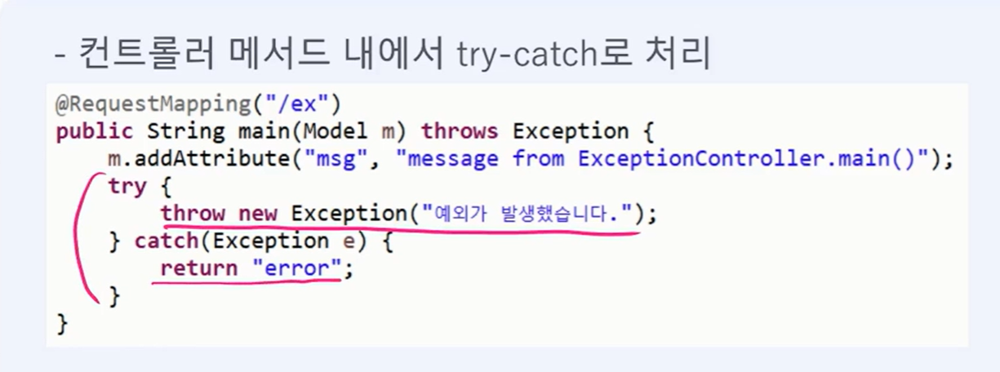 - 컨트롤러 메서드 내에서 try-catch로 처리
@RequestMapping("/ex")
public String main(Model m) throws Exception {
    m.addAttribute("msg", "message from ExceptionController.main()");
    try {
        throw new Exception("예외가 발생했습니다.");
    } catch(Exception e) {
        return "error";
    }
}